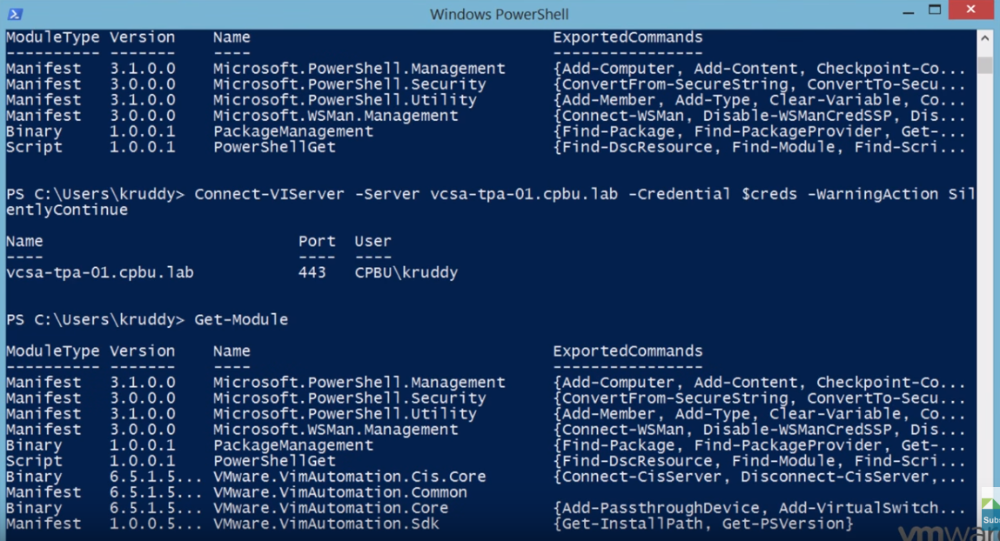 Windows PowerShell
ModuleType Version Name ExportedCommands
---------- ------- ---- ----------------
Manifest 3.1.0.0 Microsoft.PowerShell.Management {Add-Computer, Add-Content, Checkpoint-Co...
Manifest 3.0.0.0 Microsoft.PowerShell.Security {ConvertFrom-SecureString, ConvertTo-Secu...
Manifest 3.1.0.0 Microsoft.PowerShell.Utility {Add-Member, Add-Type, Clear-Variable, Co...
Manifest 3.0.0.0 Microsoft.WSMan.Management {Connect-WSMan, Disable-WSManCredSSP, Dis...
Binary 1.0.0.1 PackageManagement {Find-Package, Find-PackageProvider, Get-...
Script 1.0.0.1 PowerShellGet {Find-DscResource, Find-Module, Find-Scri...
PS C:\Users\kruddy> Connect-VIServer -Server vcsa-tpa-01.cpbu.lab -Credential $creds -WarningAction Sil
entlyContinue
Name Port User
---- ---- ----
vcsa-tpa-01.cpbu.lab 443 CPBU\kruddy
PS C:\Users\kruddy> Get-Module
ModuleType Version Name ExportedCommands
---------- ------- ---- ----------------
Manifest 3.1.0.0 Microsoft.PowerShell.Management {Add-Computer, Add-Content, Checkpoint-Co...
Manifest 3.0.0.0 Microsoft.PowerShell.Security {ConvertFrom-SecureString, ConvertTo-Secu...
Manifest 3.1.0.0 Microsoft.PowerShell.Utility {Add-Member, Add-Type, Clear-Variable, Co...
Manifest 3.0.0.0 Microsoft.WSMan.Management {Connect-WSMan, Disable-WSManCredSSP, Dis...
Binary 1.0.0.1 PackageManagement {Find-Package, Find-PackageProvider, Get-...
Script 1.0.0.1 PowerShellGet {Find-DscResource, Find-Module, Find-Scri...
Binary 6.5.1.5... VMware.VimAutomation.Cis.Core {Connect-CisServer, Disconnect-CisServer,...
Manifest 6.5.1.5... VMware.VimAutomation.Common
Binary 6.5.1.5... VMware.VimAutomation.Core {Add-PassthroughDevice, Add-VirtualSwitch...
Manifest 1.0.0.5... VMware.VimAutomation.Sdk {Get-InstallPath, Get-PSVersion}